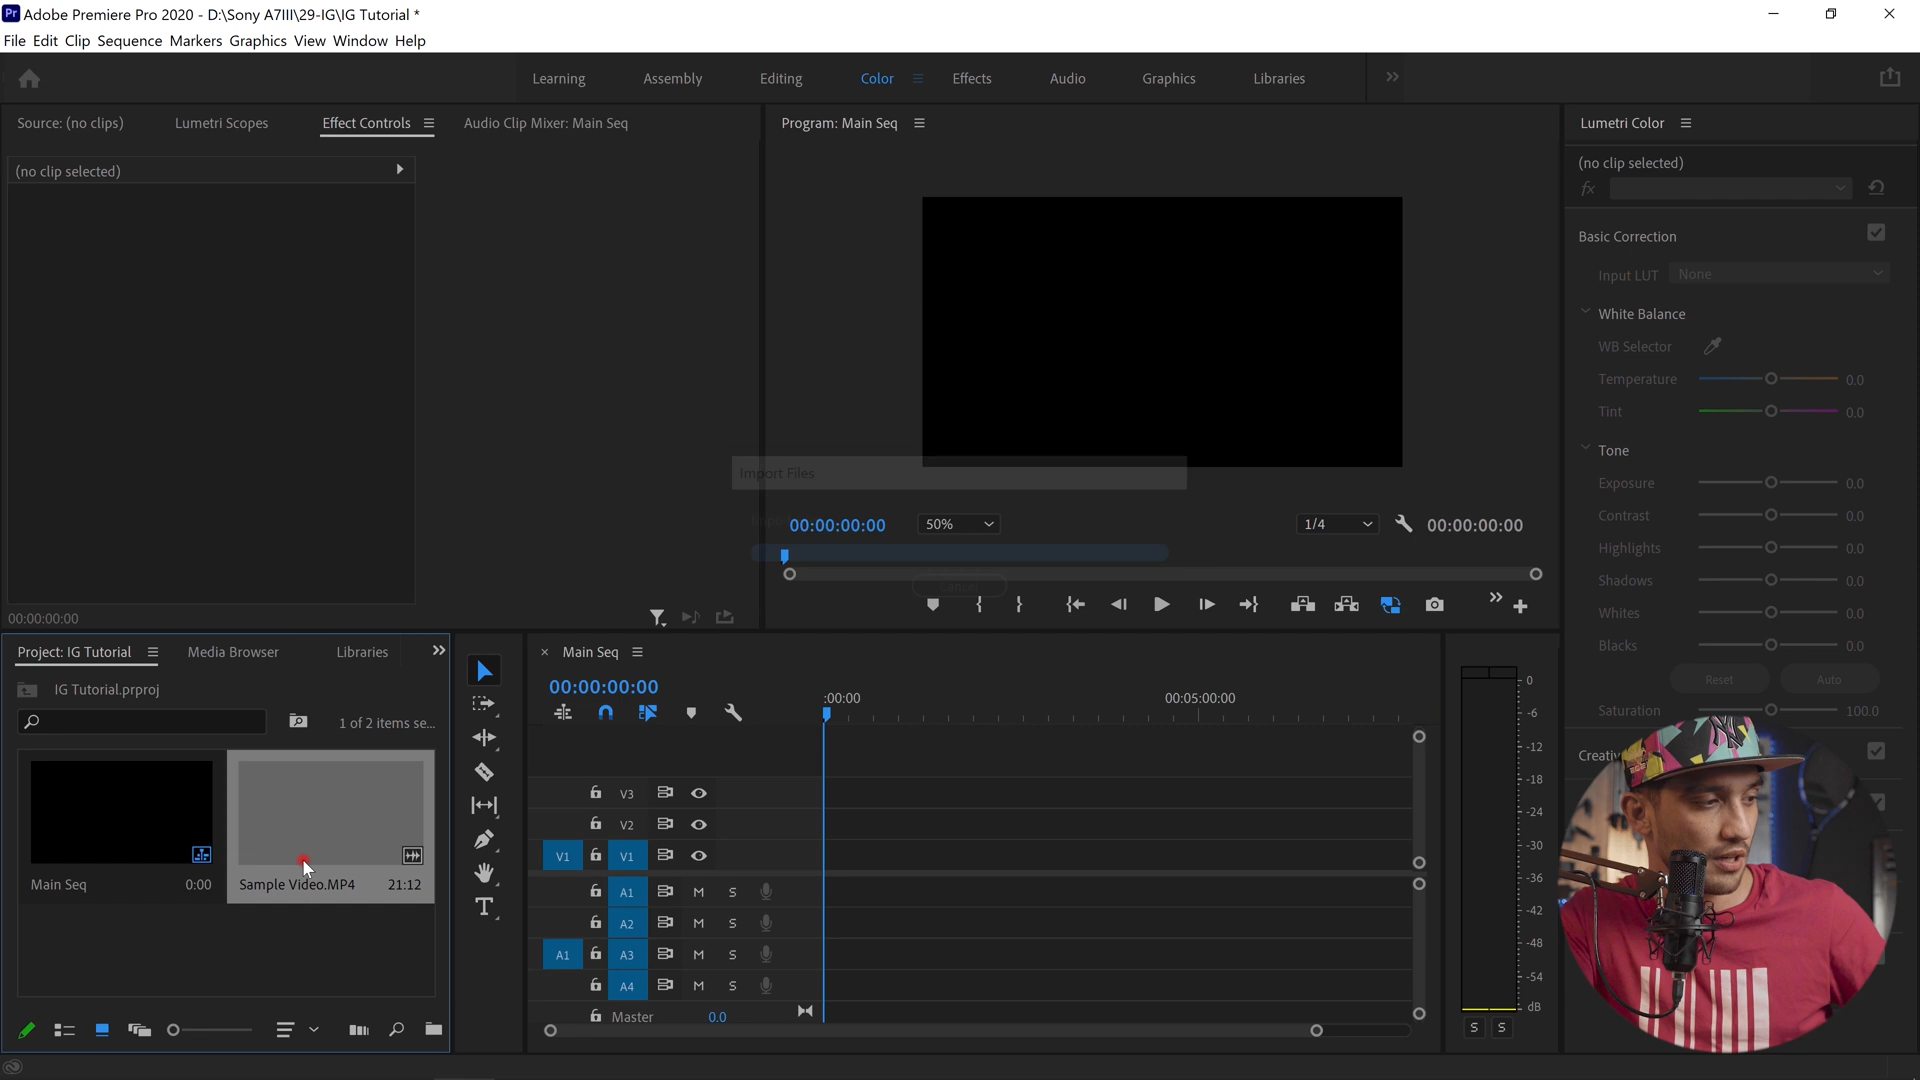 Pr Adobe Premiere Pro 2020 - D:\Sony A7III\29-IG\IG Tutorial *
File Edit Clip Sequence Markers Graphics View Window Help
Learning Assembly Editing Color Effects Audio Graphics Libraries
Source: (no clips) Lumetri Scopes Effect Controls Audio Clip Mixer: Main Seq
(no clip selected)
00:00:00:00
Program: Main Seq
Import Files
00:00:00:00 50% 1/4 00:00:00:00
Cancel
Lumetri Color
(no clip selected)
fx
Basic Correction
Input LUT None
White Balance
WB Selector
Temperature 0.0
Tint 0.0
Tone
Exposure 0.0
Contrast 0.0
Highlights 0.0
Shadows 0.0
Whites 0.0
Blacks 0.0
Reset Auto
Saturation 100.0
Project: IG Tutorial Media Browser Libraries
IG Tutorial.prproj
1 of 2 items se...
Main Seq 0:00
Sample Video.MP4 21:12
Main Seq
00:00:00:00
:00:00 00:05:00:00
V3
V2
V1 V1
A1 M S
A2 M S
A1 A3 M S
A4 M S
Master 0.0
0
-6
-12
-18
-24
-30
-36
-42
-48
-54
dB
S S